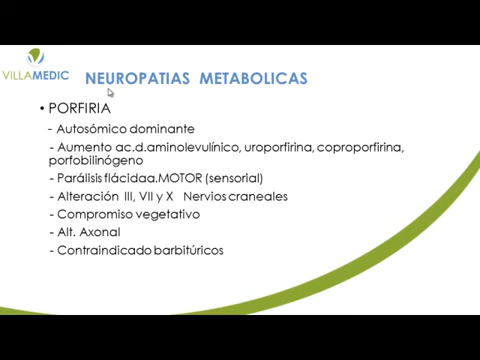 VILLAMEDIC
NEUROPATIAS METABOLICAS
• PORFIRIA
- Autosómico dominante
- Aumento ac.d.aminolevulínico, uroporfirina, coproporfirina,
porfobilinógeno
- Parálisis flácidaa.MOTOR (sensorial)
- Alteración III, VII y X Nervios craneales
- Compromiso vegetativo
- Alt. Axonal
- Contraindicado barbitúricos